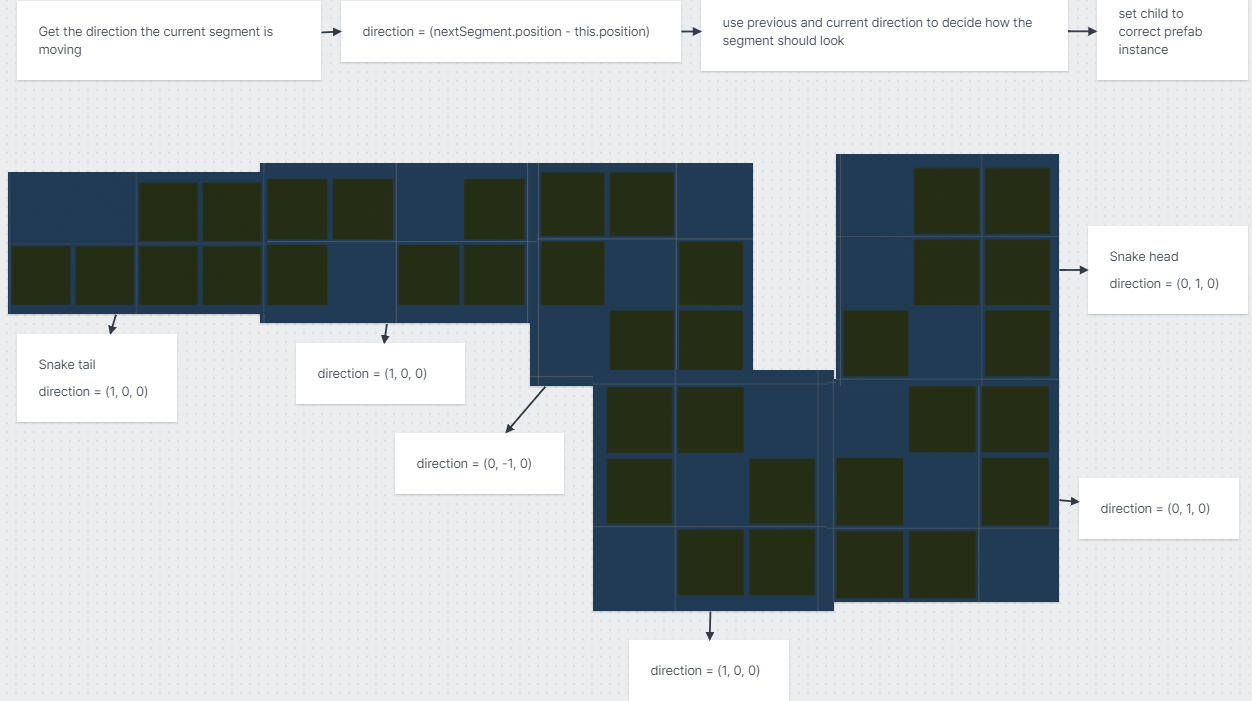 Get the direction the current segment is
moving
direction = (nextSegment.position - this.position)
use previous and current direction to decide how the
segment should look
set child to
correct prefab
instance
Snake head
direction = (0, 1, 0)
Snake tail
direction = (1, 0, 0)
direction = (1, 0, 0)
direction = (0, -1, 0)
direction = (0, 1, 0)
direction = (1, 0, 0)